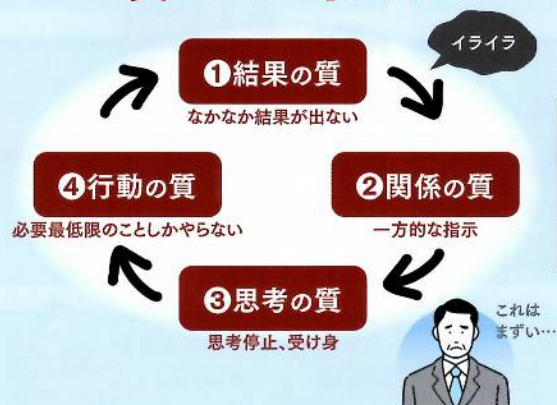 イライラ
❶結果の質
なかなか結果が出ない
❷関係の質
一方的な指示
❸思考の質
思考停止、受け身
❹行動の質
必要最低限のことしかやらない
これは
まずい…